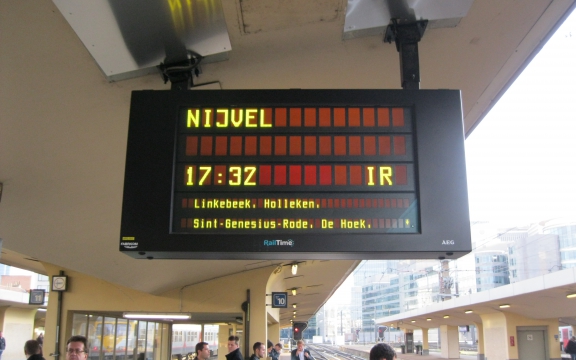 NIJVEL
17:32 IR
Linkebeek. Holleken.
Sint-Genesius-Rode. De Hoek. *
RailTime AEG
10